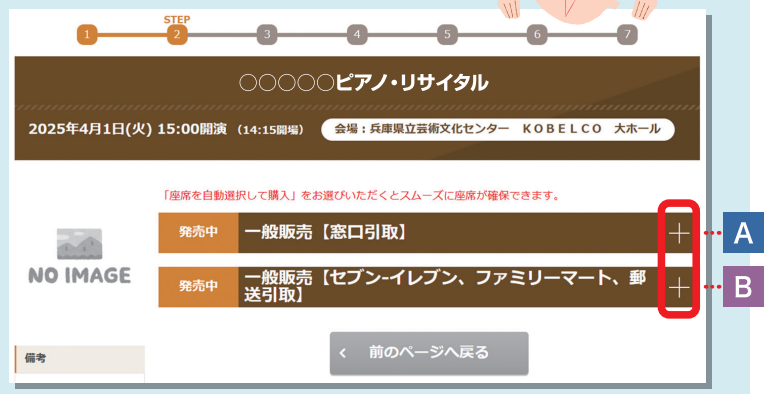 STEP
1 2 3 4 5 6 7
○○○○○ピアノ・リサイタル
2025年4月1日(火) 15:00開演 (14:15開場) 会場：兵庫県立芸術文化センター KOBELCO 大ホール
「座席を自動選択して購入」をお選びいただくとスムーズに座席が確保できます。
発売中 一般販売【窓口引取】 ＋ A
NO IMAGE
発売中 一般販売【セブン-イレブン、ファミリーマート、郵
送引取】 ＋ B
備考
< 前のページへ戻る